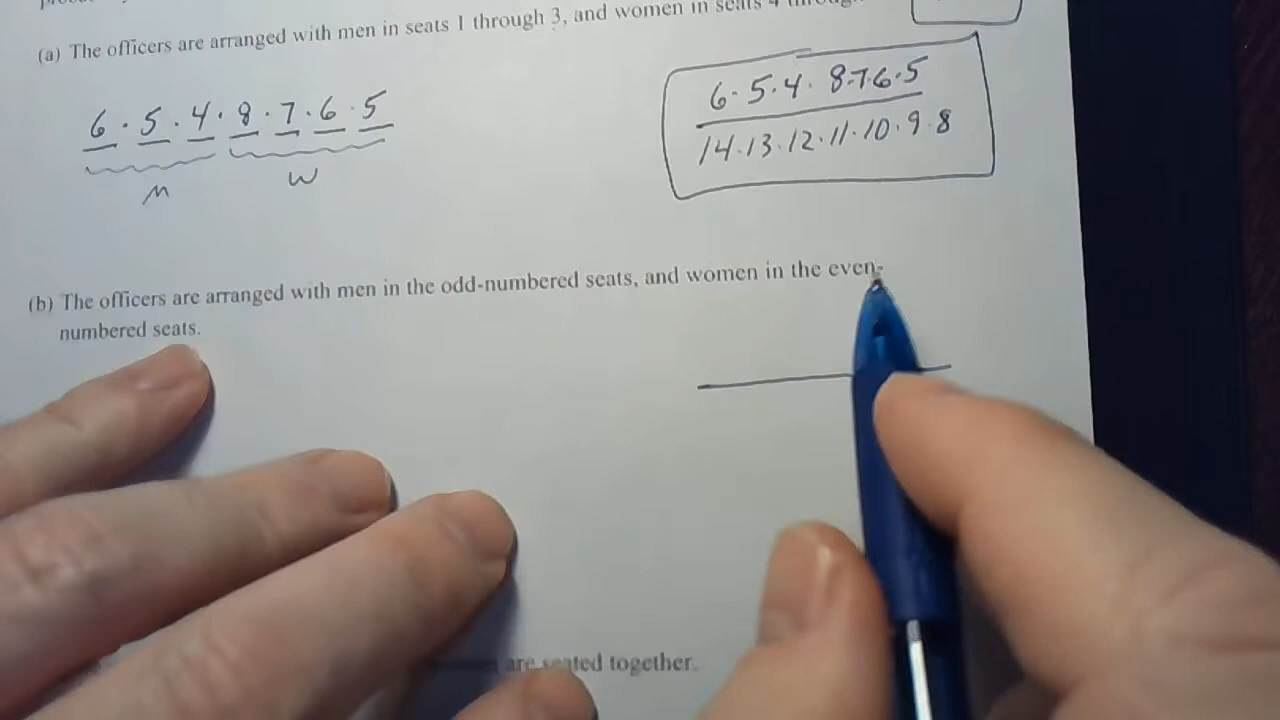 (a) The officers are arranged with men in seats 1 through 3, and women in seats 4
6 · 5 · 4 · 8 · 7 · 6 · 5
M W
6 · 5 · 4 · 8 · 7 · 6 · 5
14 · 13 · 12 · 11 · 10 · 9 · 8
(b) The officers are arranged with men in the odd-numbered seats, and women in the even-
numbered seats.
are seated together.